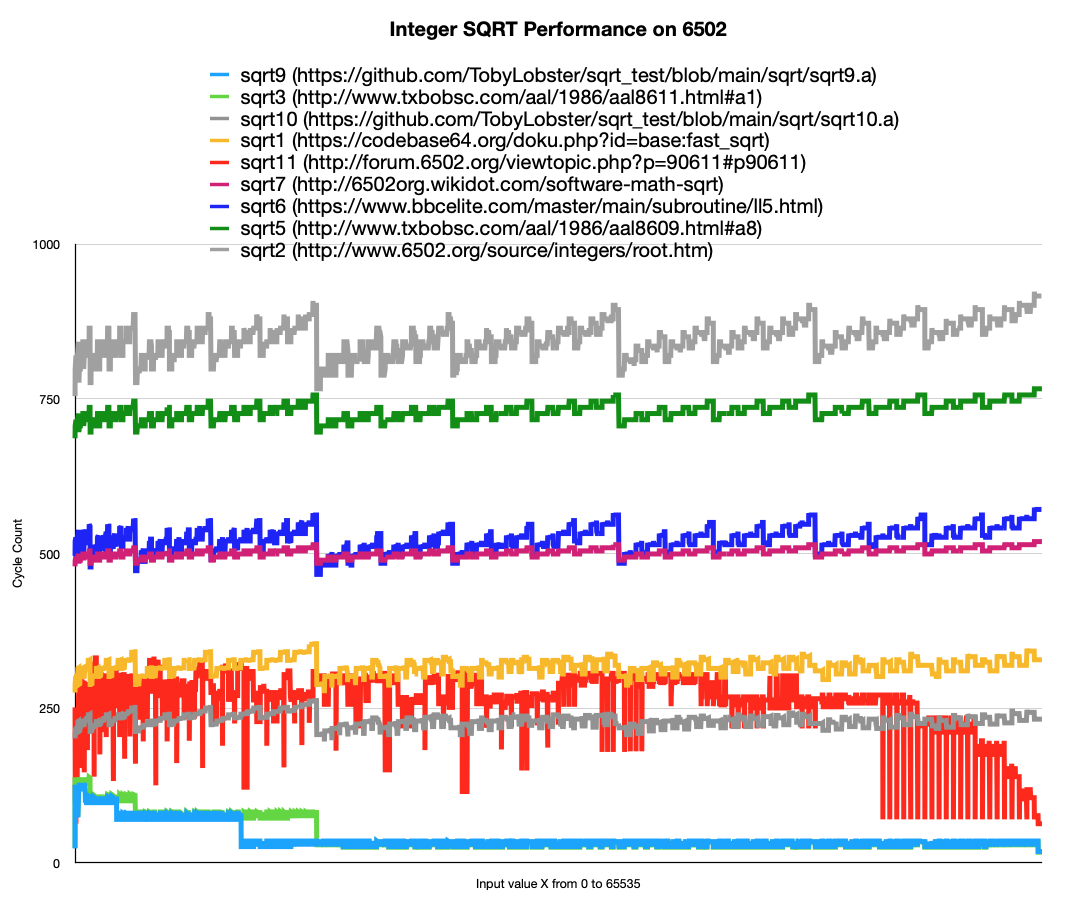 Integer SQRT Performance on 6502
sqrt9 (https://github.com/TobyLobster/sqrt_test/blob/main/sqrt/sqrt9.a)
sqrt3 (http://www.txbobsc.com/aal/1986/aal8611.html#a1)
sqrt10 (https://github.com/TobyLobster/sqrt_test/blob/main/sqrt/sqrt10.a)
sqrt1 (https://codebase64.org/doku.php?id=base:fast_sqrt)
sqrt11 (http://forum.6502.org/viewtopic.php?p=90611#p90611)
sqrt7 (http://6502org.wikidot.com/software-math-sqrt)
sqrt6 (https://www.bbcelite.com/master/main/subroutine/ll5.html)
sqrt5 (http://www.txbobsc.com/aal/1986/aal8609.html#a8)
sqrt2 (http://www.6502.org/source/integers/root.htm)
1000
750
500
250
0
Cycle Count
Input value X from 0 to 65535